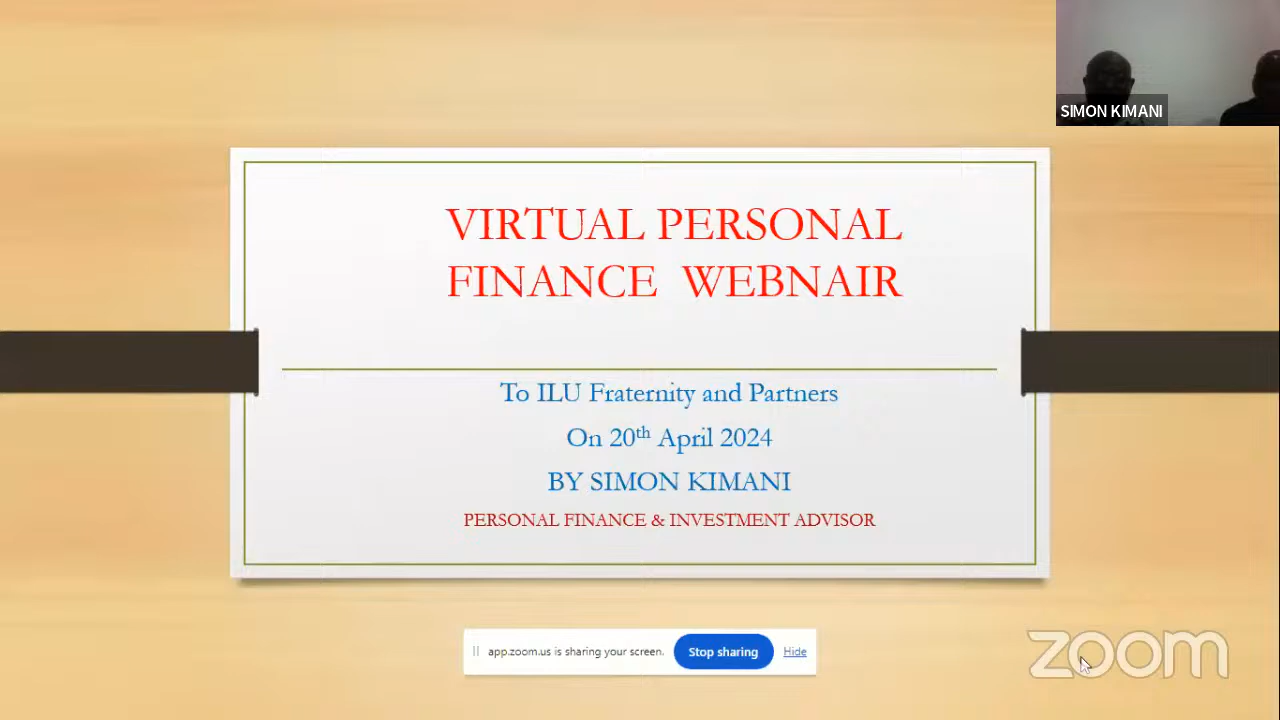 SIMON KIMANI
VIRTUAL PERSONAL
FINANCE WEBNAIR
To ILU Fraternity and Partners
On 20th April 2024
BY SIMON KIMANI
PERSONAL FINANCE & INVESTMENT ADVISOR
app.zoom.us is sharing your screen.
Stop sharing
Hide
zoom